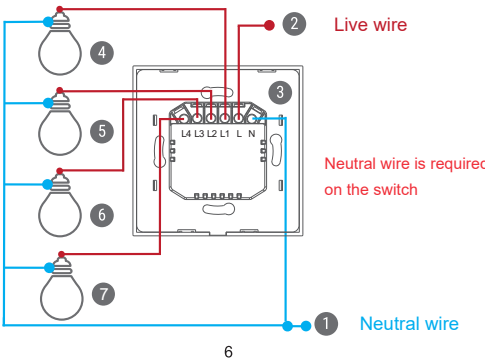 2 Live wire
4
3
L4 L3 L2 L1 L N
5
Neutral wire is required
on the switch
6
7
1 Neutral wire
6